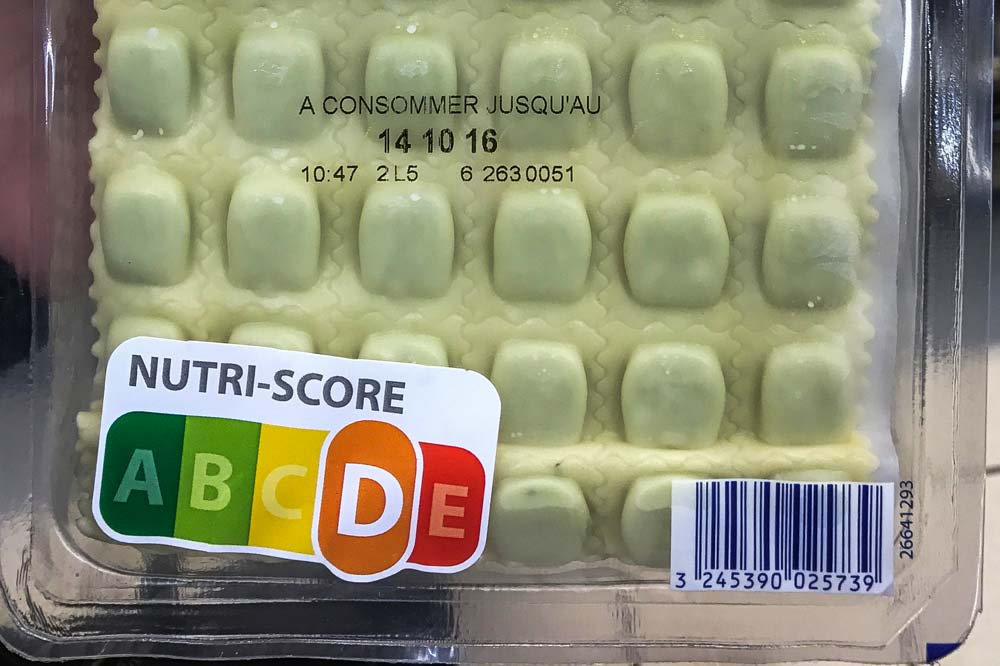 A CONSOMMER JUSQU'AU
14 10 16
10:47 2L5 6 2630051
NUTRI-SCORE
A B C D E
3 245390 025739
26641293